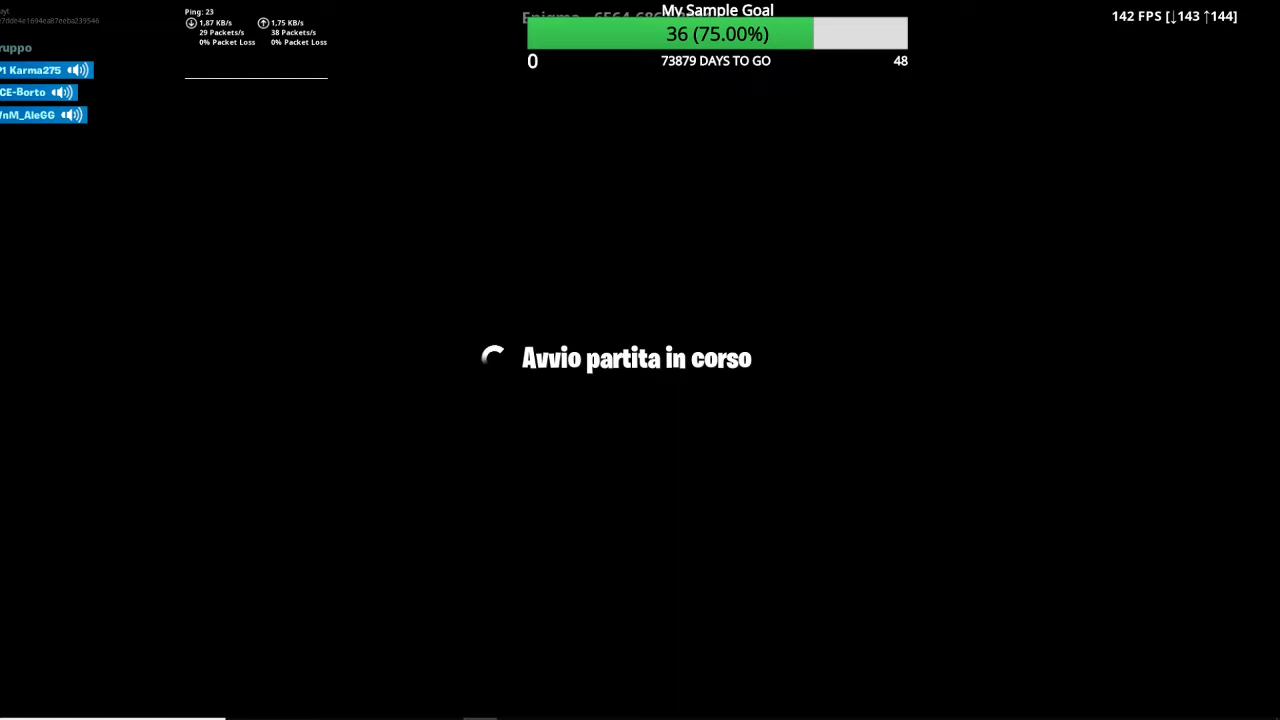 Ping: 23
1,87 KB/s
1,75 KB/s
29 Packets/s
38 Packets/s
0% Packet Loss
0% Packet Loss
My Sample Goal
36 (75.00%)
0
73879 DAYS TO GO
48
142 FPS [↓143 ↑144]
ruppo
P1 Karma275
CE-Borto
nM_AleGG
Avvio partita in corso